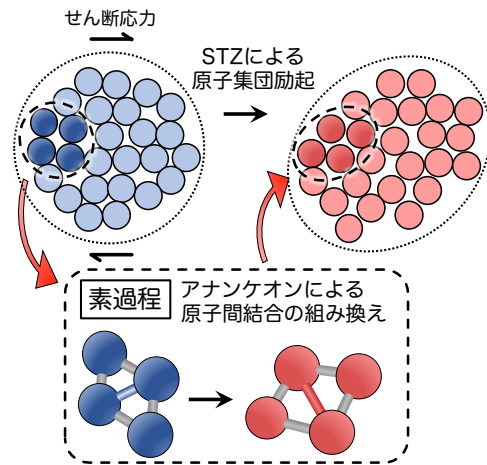 せん断応力
STZによる
原子集団励起
素過程
アナンケオンによる
原子間結合の組み換え